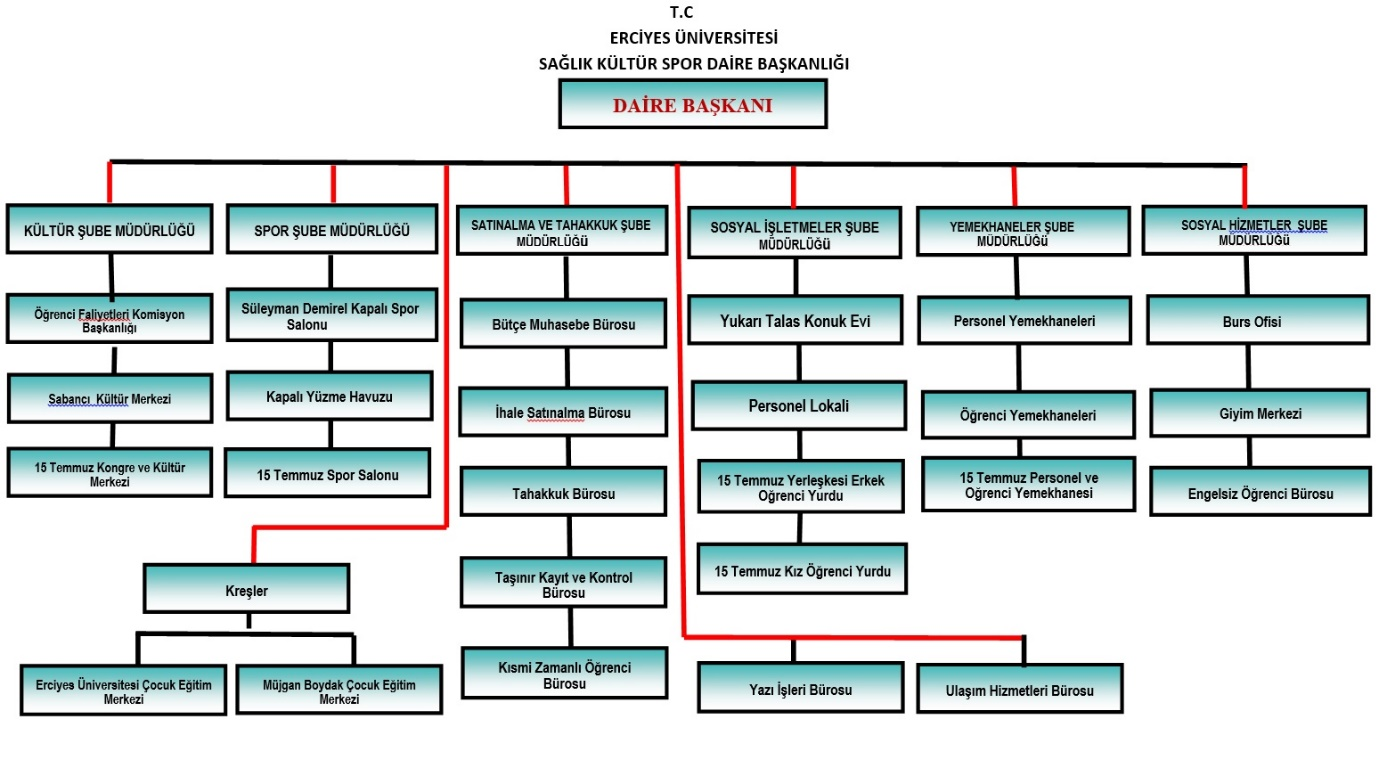 T.C
ERCİYES ÜNİVERSİTESİ
SAĞLIK KÜLTÜR SPOR DAİRE BAŞKANLIĞI
DAİRE BAŞKANI
KÜLTÜR ŞUBE MÜDÜRLÜĞÜ
Öğrenci Faliyetleri Komisyon
Başkanlığı
Sabancı Kültür Merkezi
15 Temmuz Kongre ve Kültür
Merkezi
SPOR ŞUBE MÜDÜRLÜĞÜ
Süleyman Demirel Kapalı Spor
Salonu
Kapalı Yüzme Havuzu
15 Temmuz Spor Salonu
Kreşler
Erciyes Üniversitesi Çocuk Eğitim
Merkezi
Müjgan Boydak Çocuk Eğitim
Merkezi
SATINALMA VE TAHAKKUK ŞUBE
MÜDÜRLÜĞÜ
Bütçe Muhasebe Bürosu
İhale Satınalma Bürosu
Tahakkuk Bürosu
Taşınır Kayıt ve Kontrol
Bürosu
Kısmi Zamanlı Öğrenci
Bürosu
SOSYAL İŞLETMELER ŞUBE
MÜDÜRLÜĞÜ
Yukarı Talas Konuk Evi
Personel Lokali
15 Temmuz Yerleşkesi Erkek
Öğrenci Yurdu
15 Temmuz Kız Öğrenci Yurdu
YEMEKHANELER ŞUBE
MÜDÜRLÜĞÜ
Personel Yemekhaneleri
Öğrenci Yemekhaneleri
15 Temmuz Personel ve
Öğrenci Yemekhanesi
SOSYAL HİZMETLER ŞUBE
MÜDÜRLÜĞÜ
Burs Ofisi
Giyim Merkezi
Engelsiz Öğrenci Bürosu
Yazı İşleri Bürosu
Ulaşım Hizmetleri Bürosu